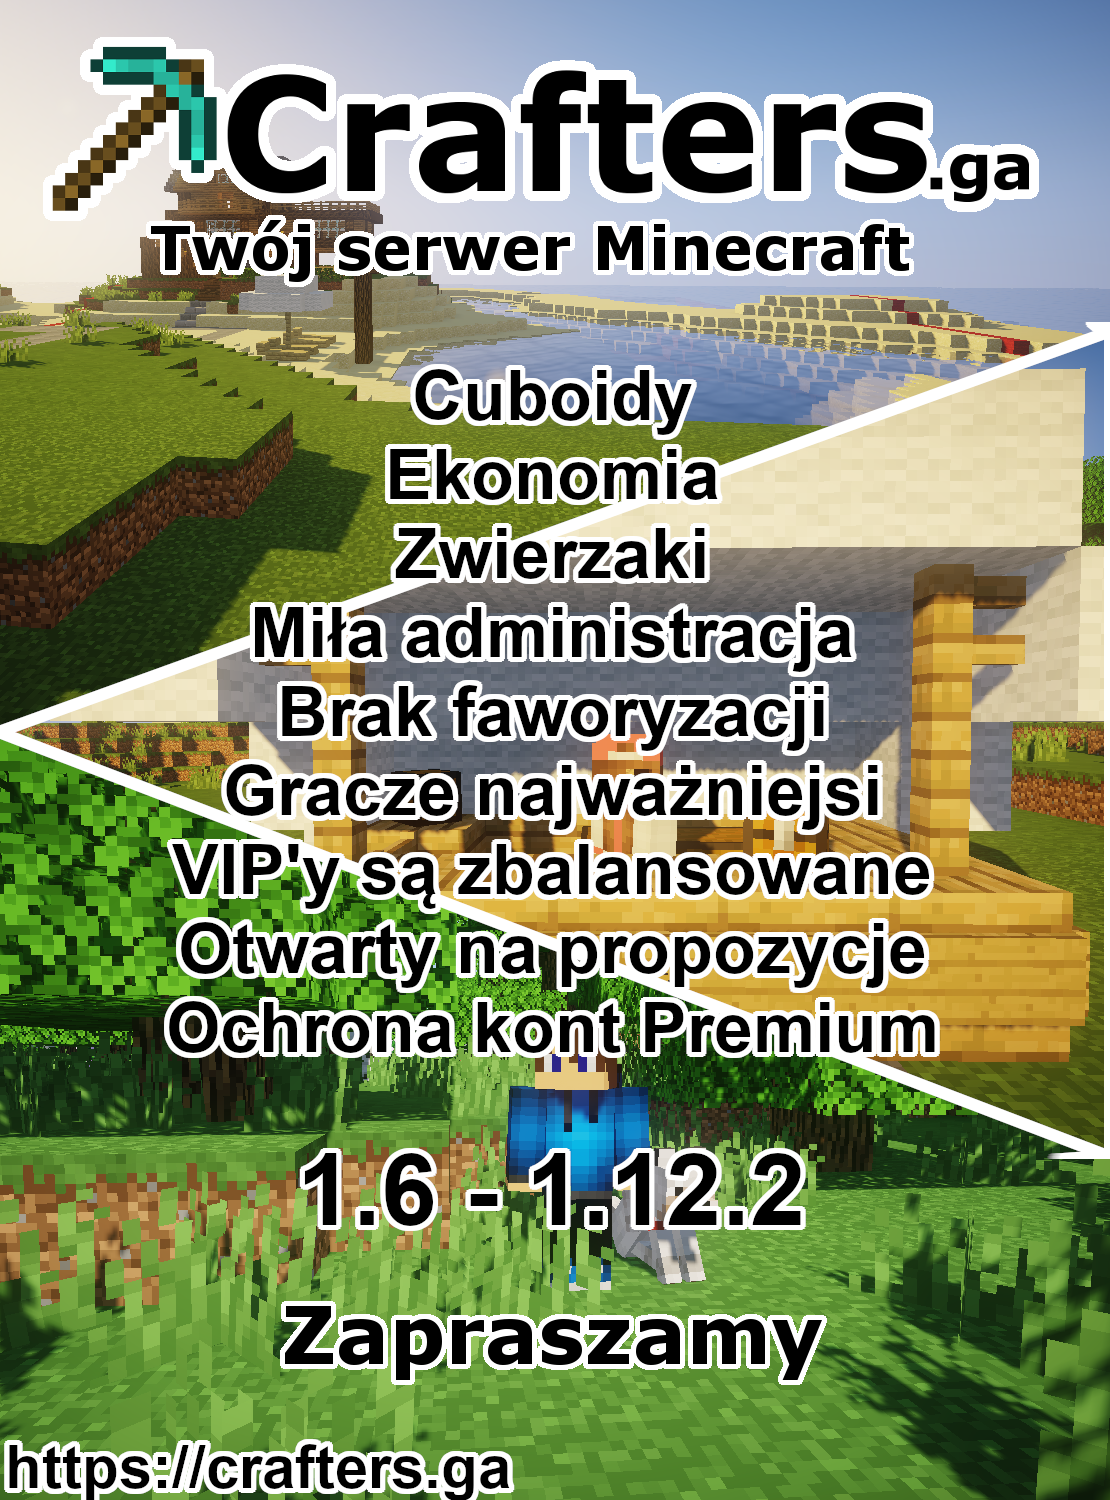 Crafters.ga
Twój serwer Minecraft
Cuboidy
Ekonomia
Zwierzaki
Miła administracja
Brak faworyzacji
Gracze najważniejsi
VIP'y są zbalansowane
Otwarty na propozycje
Ochrona kont Premium
1.6 - 1.12.2
Zapraszamy
https://crafters.ga